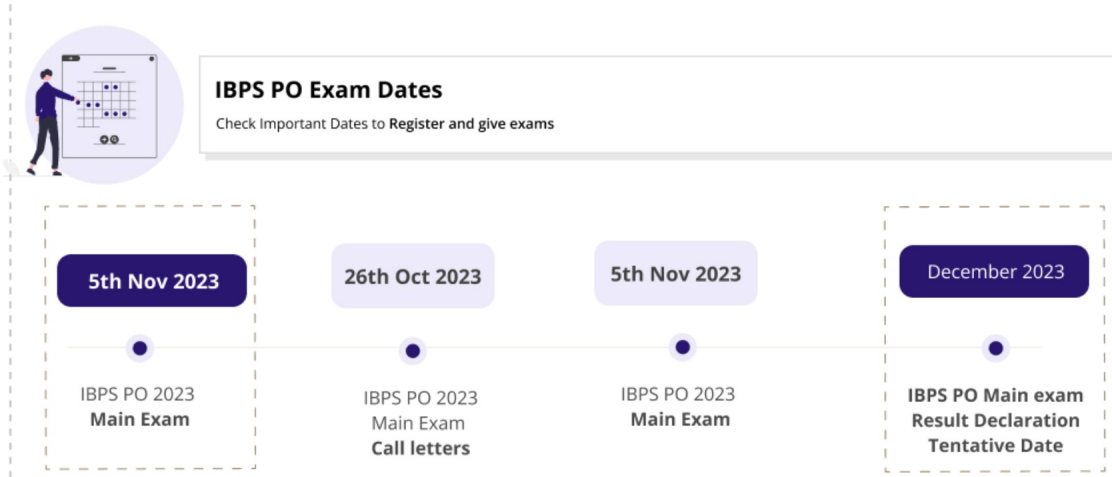 IBPS PO Exam Dates
Check Important Dates to Register and give exams
5th Nov 2023
IBPS PO 2023
Main Exam
26th Oct 2023
IBPS PO 2023
Main Exam
Call letters
5th Nov 2023
IBPS PO 2023
Main Exam
December 2023
IBPS PO Main exam
Result Declaration
Tentative Date